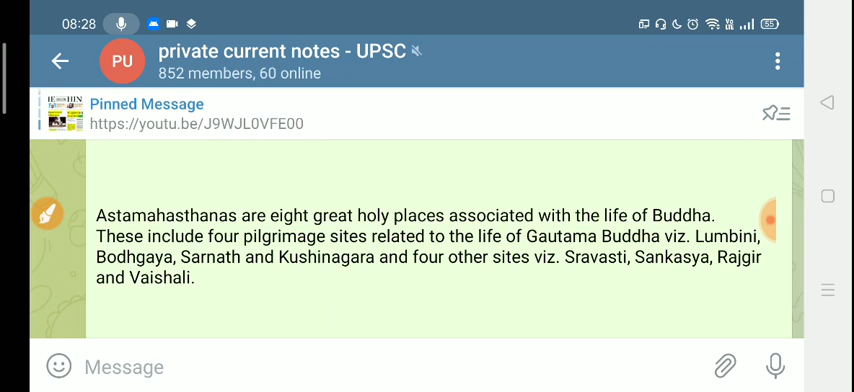 08:28
55
PU
private current notes - UPSC
852 members, 60 online
Pinned Message
https://youtu.be/J9WJL0VFE00
Astamahasthanas are eight great holy places associated with the life of Buddha.
These include four pilgrimage sites related to the life of Gautama Buddha viz. Lumbini,
Bodhgaya, Sarnath and Kushinagara and four other sites viz. Sravasti, Sankasya, Rajgir
and Vaishali.
Message